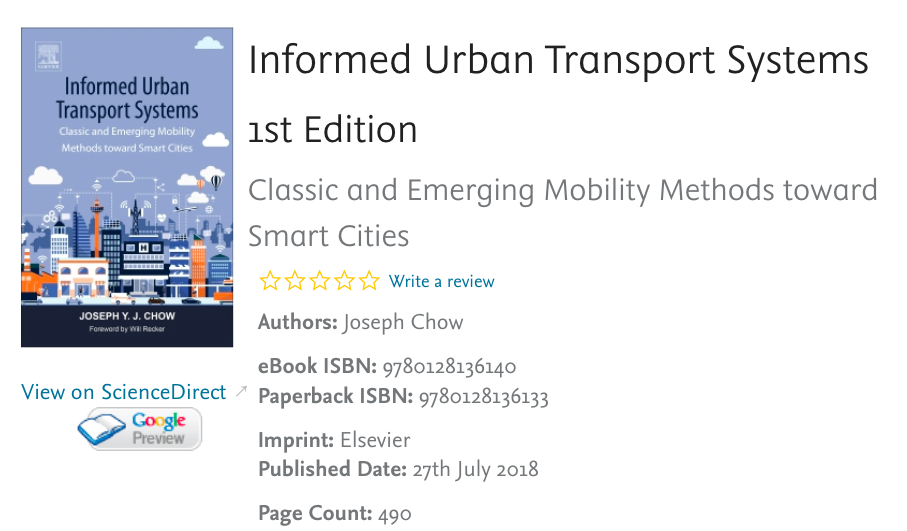 ELSEVIER
Informed Urban
Transport Systems
Classic and Emerging Mobility
Methods toward Smart Cities
H
JOSEPH Y. J. CHOW
Foreword by Will Recker
View on ScienceDirect
Google
Preview
Informed Urban Transport Systems
1st Edition
Classic and Emerging Mobility Methods toward
Smart Cities
Write a review
Authors: Joseph Chow
eBook ISBN: 9780128136140
Paperback ISBN: 9780128136133
Imprint: Elsevier
Published Date: 27th July 2018
Page Count: 490